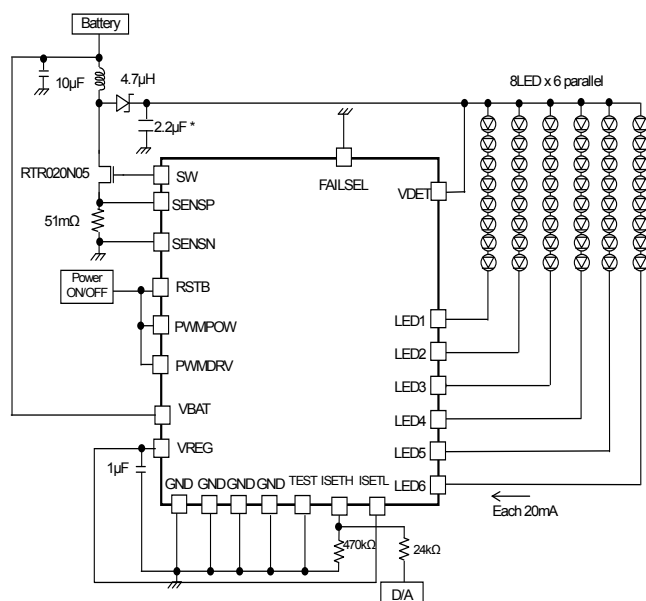 Battery
10µF
4.7µH
8LED x 6 parallel
2.2µF *
RTR020N05
SW
FAILSEL
VDET
SENSP
51mΩ
SENSN
Power
ON/OFF
RSTB
LED1
PWMPOW
LED2
PWMDRV
LED3
VBAT
LED4
VREG
LED5
1µF
GND GND GND GND TEST ISETH ISETL
LED6
Each 20mA
470kΩ
24kΩ
D/A